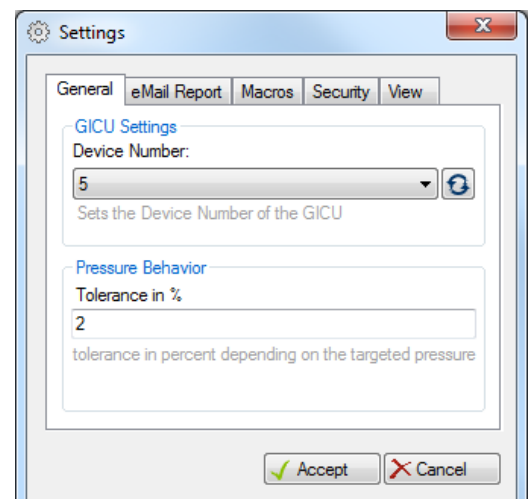 Settings
General eMail Report Macros Security View
GICU Settings
Device Number:
5
Sets the Device Number of the GICU
Pressure Behavior
Tolerance in %
2
tolerance in percent depending on the targeted pressure
Accept Cancel